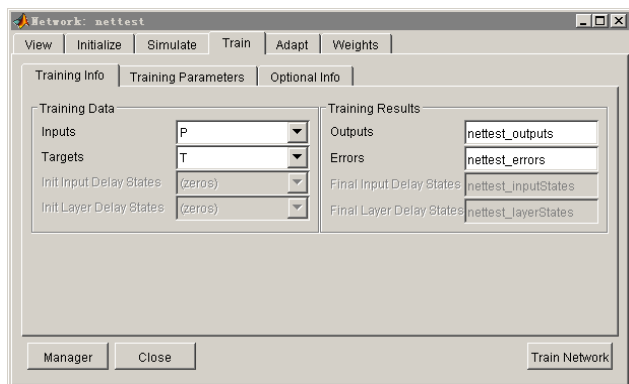 Network: nettest
View Initialize Simulate Train Adapt Weights
Training Info Training Parameters Optional Info
Training Data
Inputs P
Targets T
Init Input Delay States (zeros)
Init Layer Delay States (zeros)
Training Results
Outputs nettest_outputs
Errors nettest_errors
Final Input Delay States nettest_inputStates
Final Layer Delay States nettest_layerStates
Manager Close Train Network